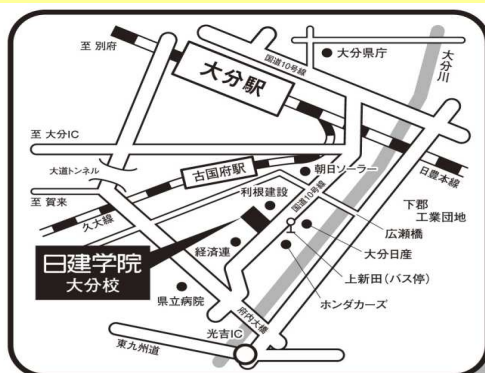 至 別府
国道10号線
大分県庁
大分川
大分駅
至 大分IC
大道トンネル
古国府駅
朝日ソーラー
日豊本線
至 賀来
利根建設
国道10号線
下郡
工業団地
久大線
広瀬橋
日建学院
大分校
経済連
大分日産
上新田(バス停)
県立病院
ホンダカーズ
府内大橋
光吉IC
東九州道